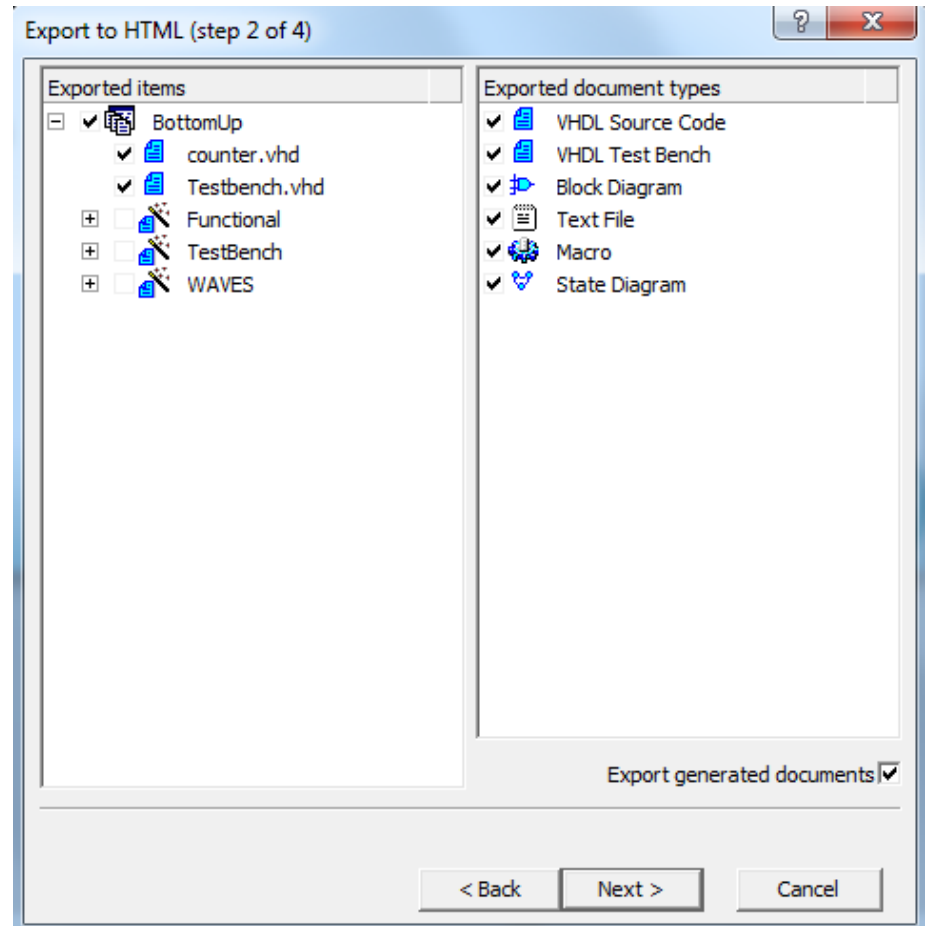 Export to HTML (step 2 of 4)
Exported items
BottomUp
counter.vhd
Testbench.vhd
Functional
TestBench
WAVES
Exported document types
VHDL Source Code
VHDL Test Bench
Block Diagram
Text File
Macro
State Diagram
Export generated documents
< Back Next > Cancel